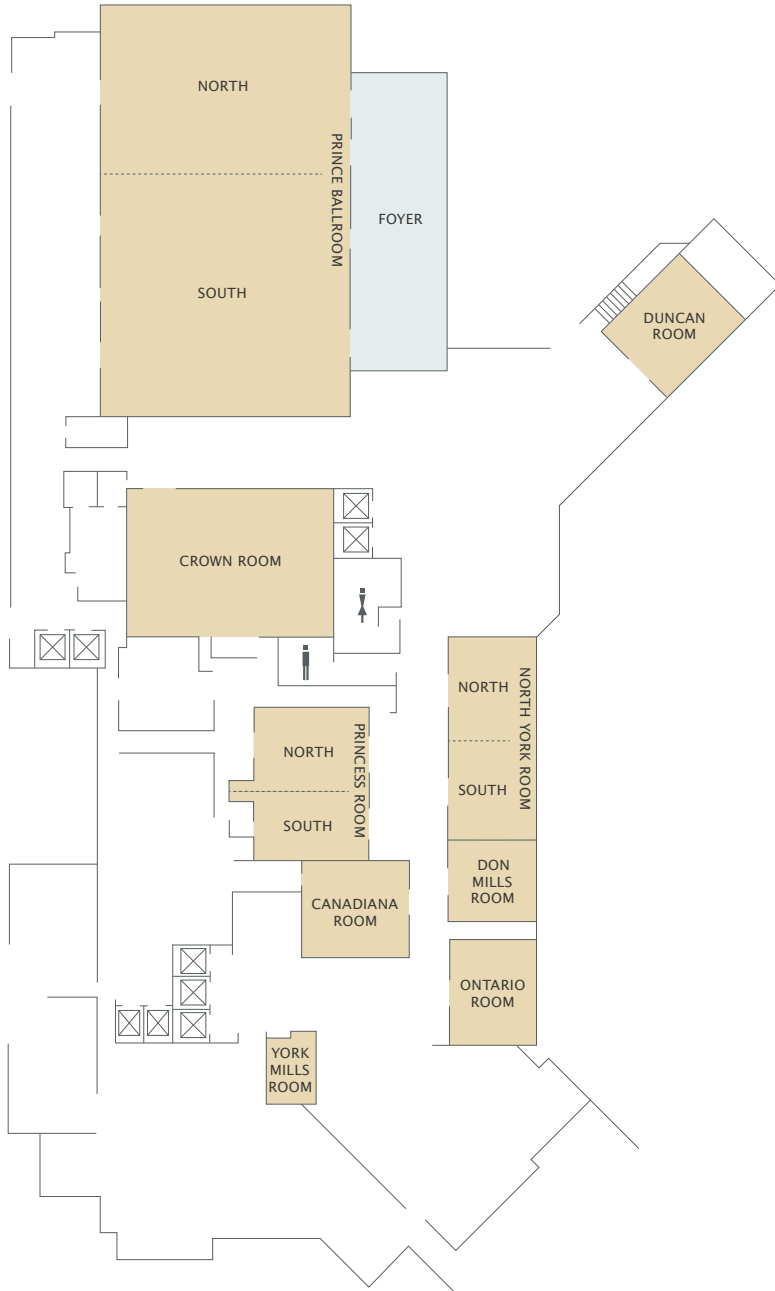 NORTH
PRINCE BALLROOM
FOYER
SOUTH
DUNCAN
ROOM
CROWN ROOM
NORTH
NORTH YORK ROOM
SOUTH
NORTH
PRINCESS ROOM
SOUTH
DON
MILLS
ROOM
CANADIANA
ROOM
ONTARIO
ROOM
YORK
MILLS
ROOM